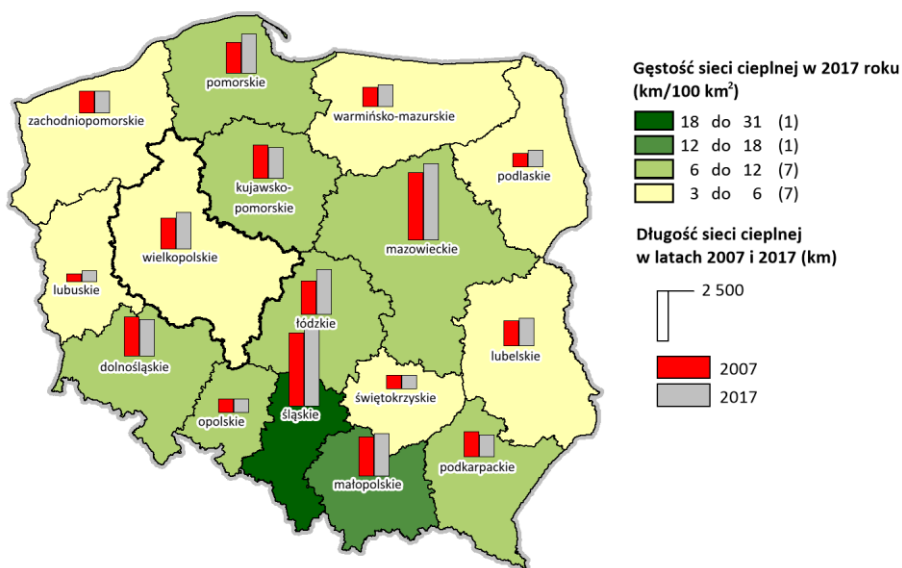 pomorskie
zachodniopomorskie
warmińsko-mazurskie
podlaskie
kujawsko-
pomorskie
wielkopolskie
mazowieckie
lubuskie
łódzkie
lubelskie
dolnośląskie
świętokrzyskie
opolskie
śląskie
małopolskie
podkarpackie
Gęstość sieci cieplnej w 2017 roku
(km/100 km²)
18 do 31 (1)
12 do 18 (1)
6 do 12 (7)
3 do 6 (7)
Długość sieci cieplnej
w latach 2007 i 2017 (km)
2 500
2007
2017